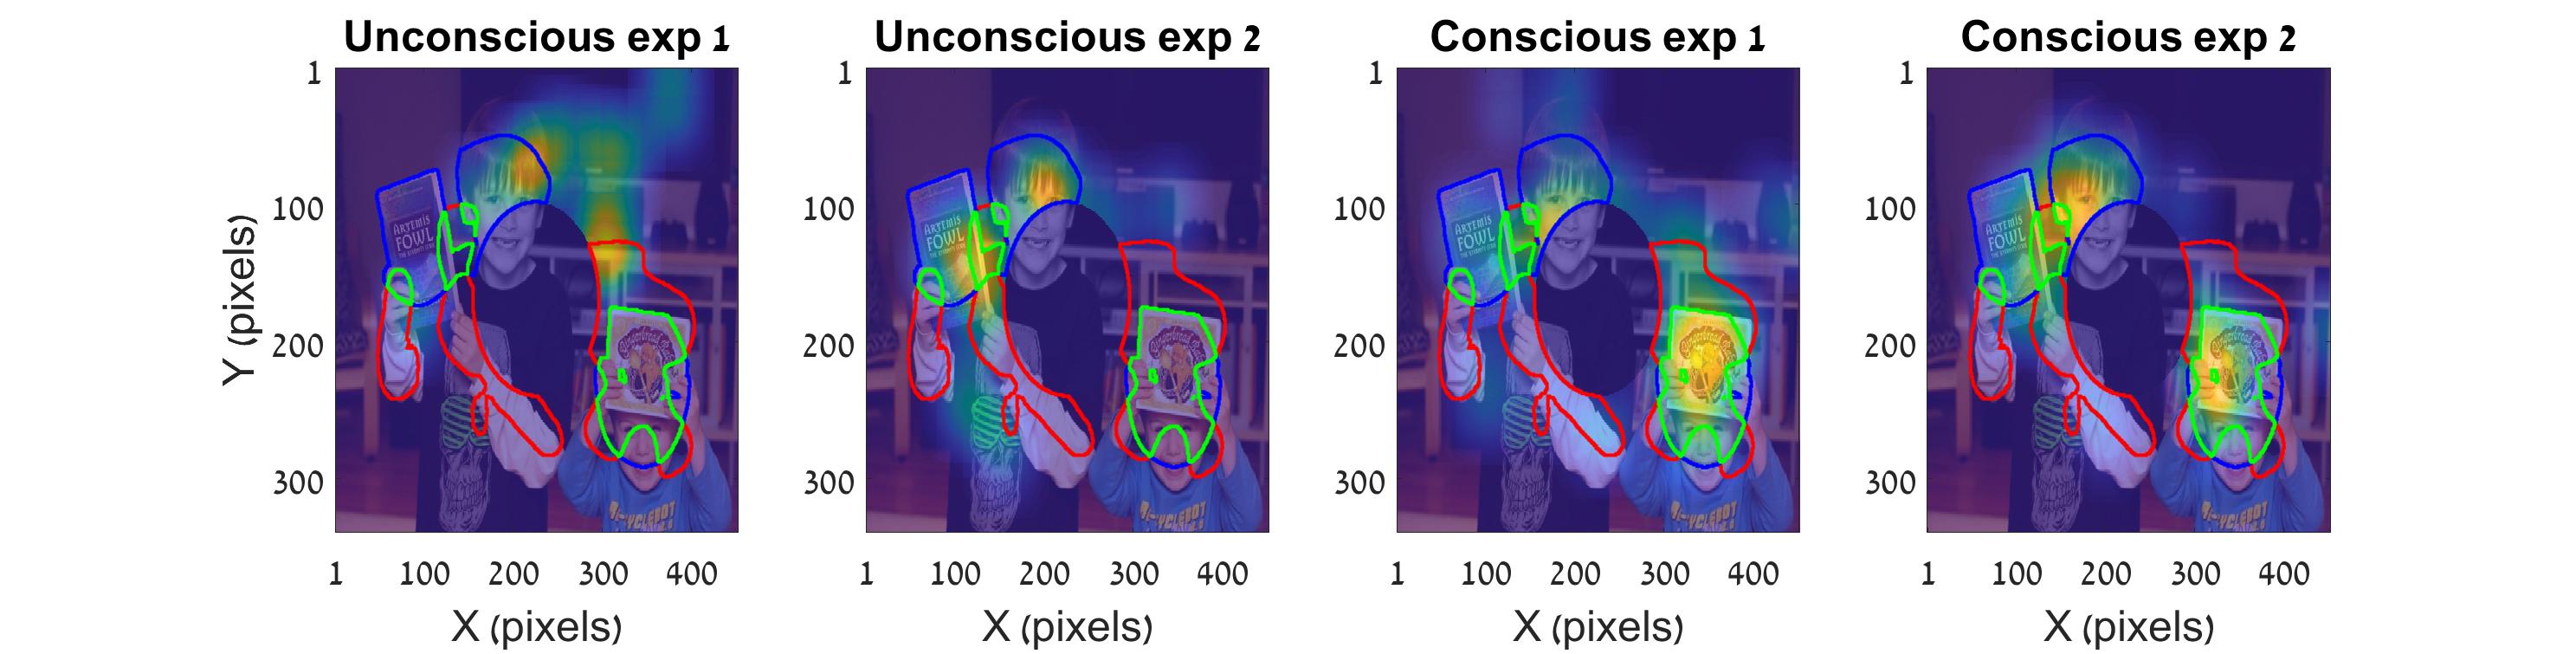 Unconscious exp 1
Unconscious exp 2
Conscious exp 1
Conscious exp 2
Y (pixels)
1
100
200
300
1
100
200
300
1
100
200
300
1
100
200
300
ARTEMIS
FOWL
ARTEMIS
FOWL
ARTEMIS
FOWL
ARTEMIS
FOWL
1 100 200 300 400
1 100 200 300 400
1 100 200 300 400
1 100 200 300 400
X (pixels)
X (pixels)
X (pixels)
X (pixels)